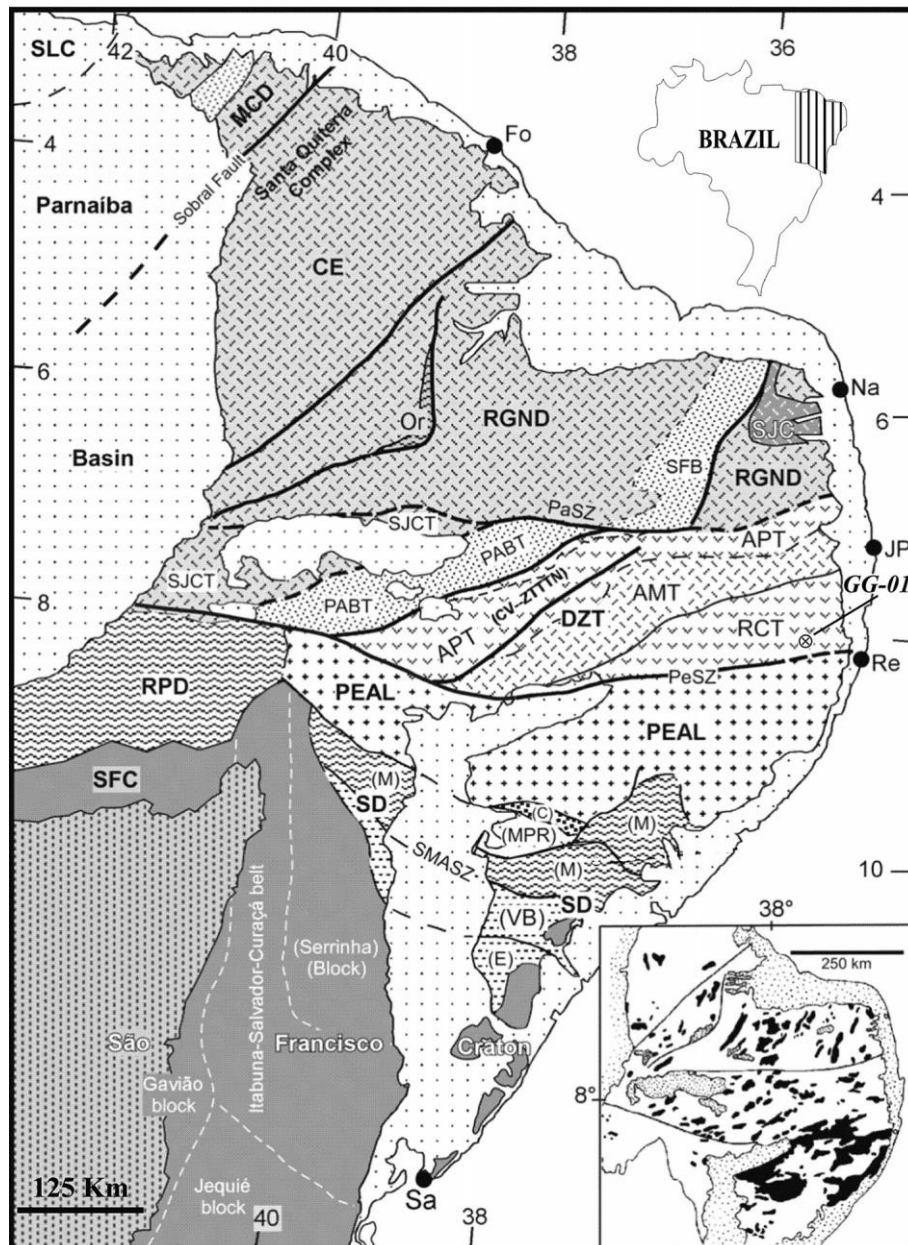 SLC
42
40
38
36
MCD
Sobral Fault
Santa Quitéria
Complex
Fo
BRAZIL
4
4
Parnaíba
CE
6
Or
RGND
Na
SJC
6
Basin
SFB
RGND
PaSZ
SJCT
PABT
APT
JP
SJCT
(CV- ZTTTN)
GG-01
8
PABT
AMT
DZT
APT
RCT
Re
RPD
PEAL
PeSZ
PEAL
SFC
(M)
SD
(C)
(M)
(MPR)
SMASZ
(M)
10
SD
38°
(VB)
Itabuna-Salvador-Curaçá belt
(Serrinha)
(Block)
(E)
250 km
São
Francisco
Craton
Gavião
block
8°
125 Km
Jequié
block
Sa
40
38